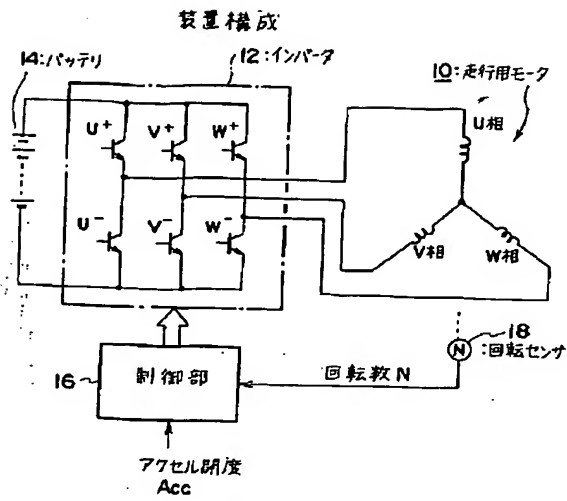 装置構成
14:バッテリ
12:インバータ
10:走行用モータ
U+
V+
W+
U相
U-
V-
W-
V相
W相
18
N
:回転センサ
16
制御部
回転数N
アクセル開度
Acc